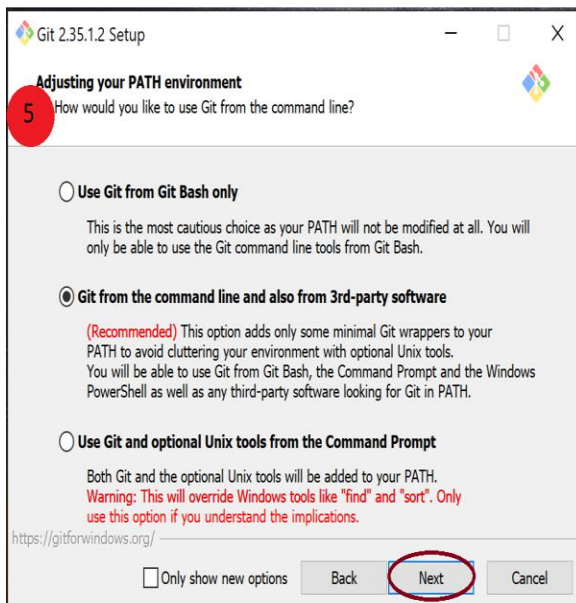 Git 2.35.1.2 Setup
Adjusting your PATH environment
5
How would you like to use Git from the command line?
Use Git from Git Bash only
This is the most cautious choice as your PATH will not be modified at all. You will
only be able to use the Git command line tools from Git Bash.
Git from the command line and also from 3rd-party software
(Recommended) This option adds only some minimal Git wrappers to your
PATH to avoid cluttering your environment with optional Unix tools.
You will be able to use Git from Git Bash, the Command Prompt and the Windows
PowerShell as well as any third-party software looking for Git in PATH.
Use Git and optional Unix tools from the Command Prompt
Both Git and the optional Unix tools will be added to your PATH.
Warning: This will override Windows tools like "find" and "sort". Only
use this option if you understand the implications.
https://gitforwindows.org/
Only show new options Back Next Cancel